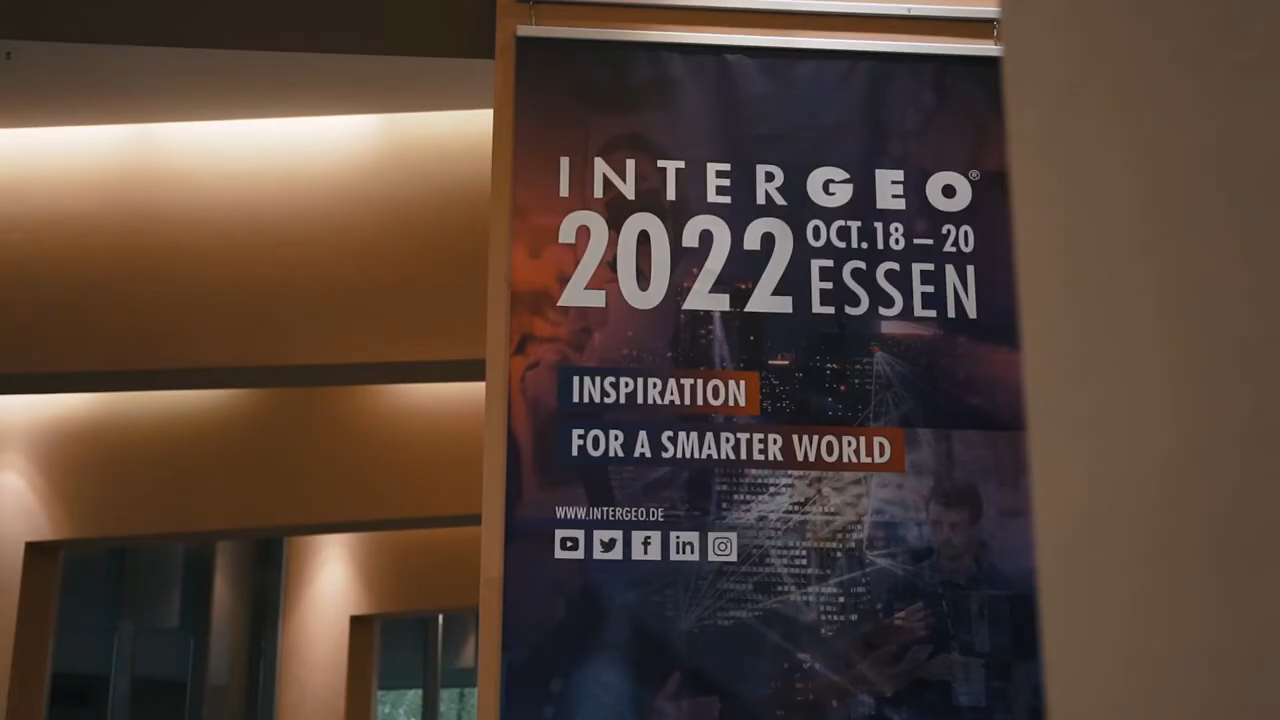 INTERGEO®
2022 OCT. 18 – 20
ESSEN
INSPIRATION
FOR A SMARTER WORLD
WWW.INTERGEO.DE